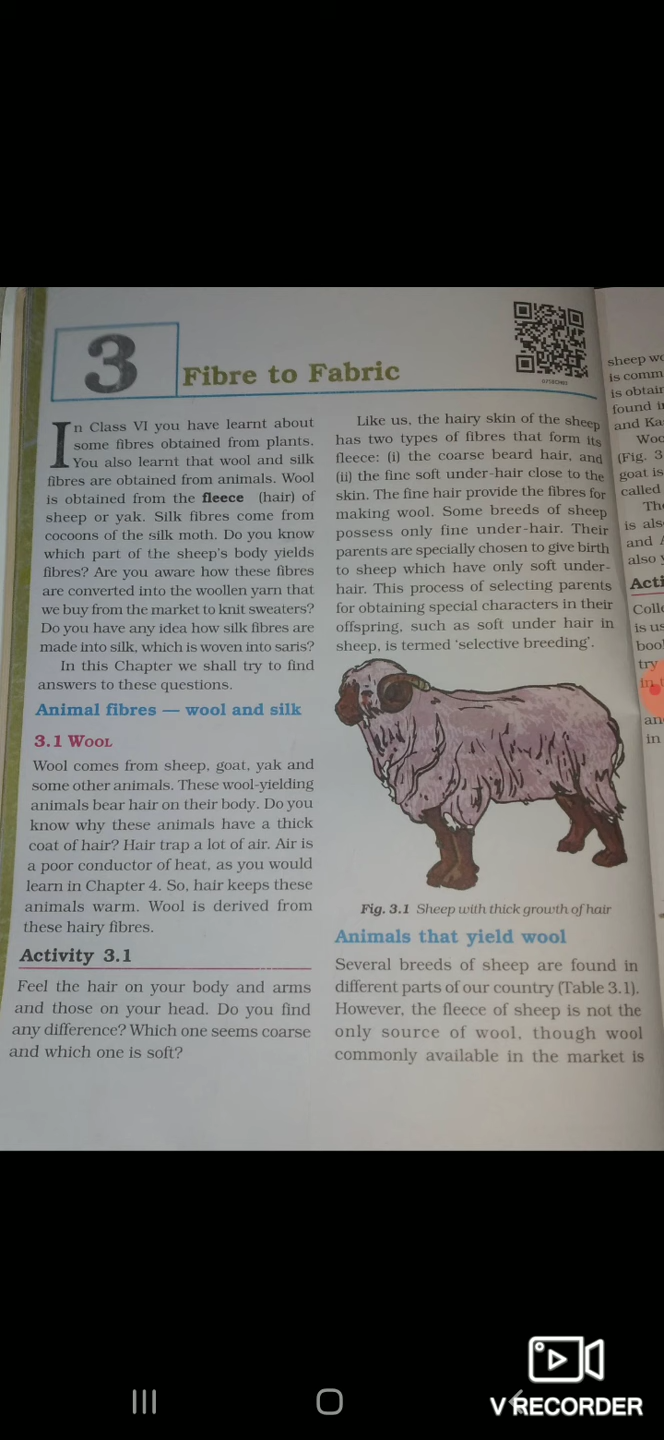 3
Fibre to Fabric
In Class VI you have learnt about
some fibres obtained from plants.
You also learnt that wool and silk
fibres are obtained from animals. Wool
is obtained from the fleece (hair) of
sheep or yak. Silk fibres come from
cocoons of the silk moth. Do you know
which part of the sheep's body yields
fibres? Are you aware how these fibres
are converted into the woollen yarn that
we buy from the market to knit sweaters?
Do you have any idea how silk fibres are
made into silk, which is woven into saris?
In this Chapter we shall try to find
answers to these questions.
Animal fibres — wool and silk
3.1 WOOL
Wool comes from sheep, goat, yak and
some other animals. These wool-yielding
animals bear hair on their body. Do you
know why these animals have a thick
coat of hair? Hair trap a lot of air. Air is
a poor conductor of heat, as you would
learn in Chapter 4. So, hair keeps these
animals warm. Wool is derived from
these hairy fibres.
Activity 3.1
Feel the hair on your body and arms
and those on your head. Do you find
any difference? Which one seems coarse
and which one is soft?
Like us, the hairy skin of the sheep
has two types of fibres that form its
fleece: (i) the coarse beard hair, and
(ii) the fine soft under-hair close to the
skin. The fine hair provide the fibres for
making wool. Some breeds of sheep
possess only fine under-hair. Their
parents are specially chosen to give birth
to sheep which have only soft under-
hair. This process of selecting parents
for obtaining special characters in their
offspring, such as soft under hair in
sheep, is termed 'selective breeding'.
Fig. 3.1 Sheep with thick growth of hair
Animals that yield wool
Several breeds of sheep are found in
different parts of our country (Table 3.1).
However, the fleece of sheep is not the
only source of wool, though wool
commonly available in the market is
sheep
is
is
found
and
(Fig. 3
goat is
called
is
and
also
is
try
in
V RECORDER